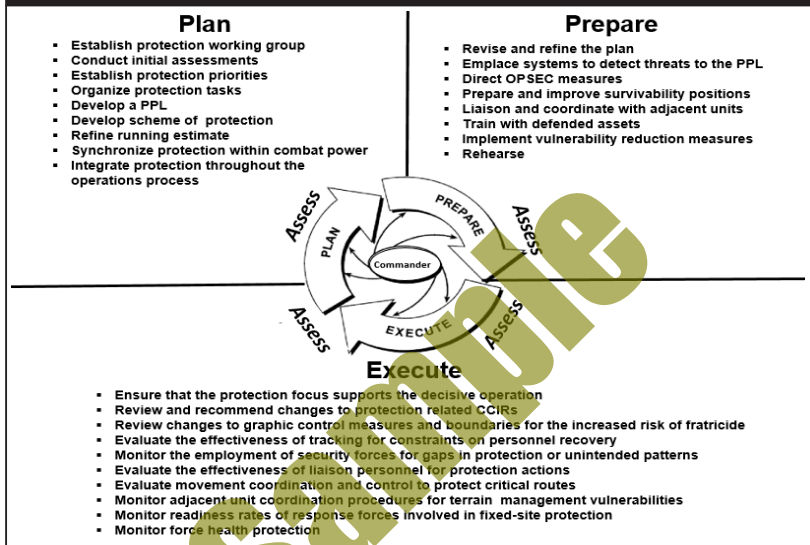 Plan
▪ Establish protection working group
▪ Conduct initial assessments
▪ Establish protection priorities
▪ Organize protection tasks
▪ Develop a PPL
▪ Develop scheme of protection
▪ Refine running estimate
▪ Synchronize protection within combat power
▪ Integrate protection throughout the
operations process
Prepare
▪ Revise and refine the plan
▪ Emplace systems to detect threats to the PPL
▪ Direct OPSEC measures
▪ Prepare and improve survivability positions
▪ Liaison and coordinate with adjacent units
▪ Train with defended assets
▪ Implement vulnerability reduction measures
▪ Rehearse
Assess
PLAN
PREPARE
Assess
Commander
Assess
EXECUTE
Assess
Execute
▪ Ensure that the protection focus supports the decisive operation
▪ Review and recommend changes to protection related CCIRs
▪ Review changes to graphic control measures and boundaries for the increased risk of fratricide
▪ Evaluate the effectiveness of tracking for constraints on personnel recovery
▪ Monitor the employment of security forces for gaps in protection or unintended patterns
▪ Evaluate the effectiveness of liaison personnel for protection actions
▪ Evaluate movement coordination and control to protect critical routes
▪ Monitor adjacent unit coordination procedures for terrain management vulnerabilities
▪ Monitor readiness rates of response forces involved in fixed-site protection
▪ Monitor force health protection
Sample